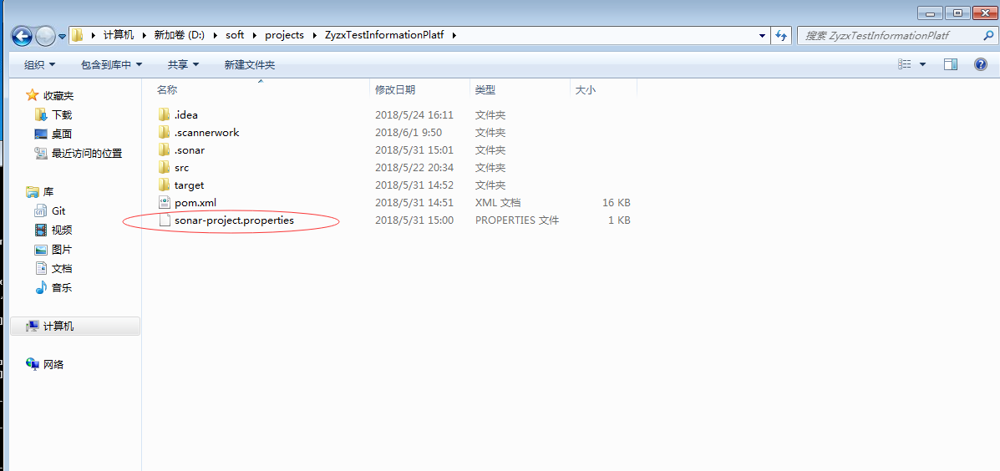 计算机 新加卷 (D:) soft projects ZyzxTestInformationPlatf 搜索 ZyzxTestInformationPlatf
组织 包含到库中 共享 新建文件夹
收藏夹
下载
桌面
最近访问的位置
库
Git
视频
图片
文档
音乐
计算机
网络
名称 修改日期 类型 大小
.idea 2018/5/24 16:11 文件夹
.scannerwork 2018/6/1 9:50 文件夹
.sonar 2018/5/31 15:01 文件夹
src 2018/5/22 20:34 文件夹
target 2018/5/31 14:52 文件夹
pom.xml 2018/5/31 14:51 XML 文档 16 KB
sonar-project.properties 2018/5/31 15:00 PROPERTIES 文件 1 KB